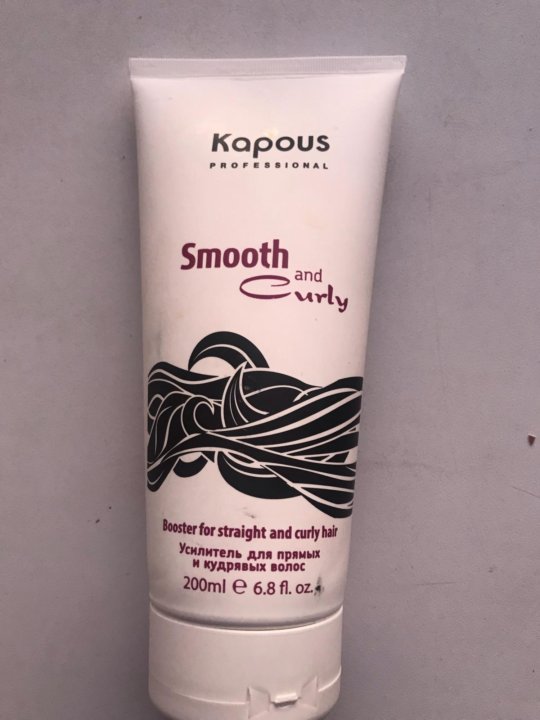 Kapous
PROFESSIONAL
Smooth
and
Curly
Booster for straight and curly hair
Усилитель для прямых
и кудрявых волос
200ml ℮ 6.8 fl. oz.